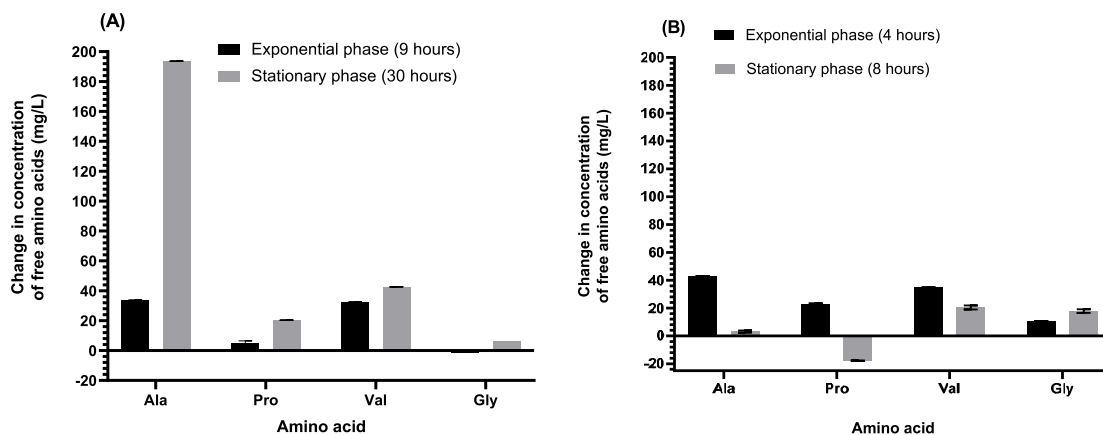 (A)
Exponential phase (9 hours)
Stationary phase (30 hours)
Change in concentration
of free amino acids (mg/L)
200
180
160
140
120
100
80
60
40
20
0
-20
Ala Pro Val Gly
Amino acid
(B)
Exponential phase (4 hours)
Stationary phase (8 hours)
Change in concentration
of free amino acids (mg/L)
200
180
160
140
120
100
80
60
40
20
0
-20
Ala Pro Val Gly
Amino acid